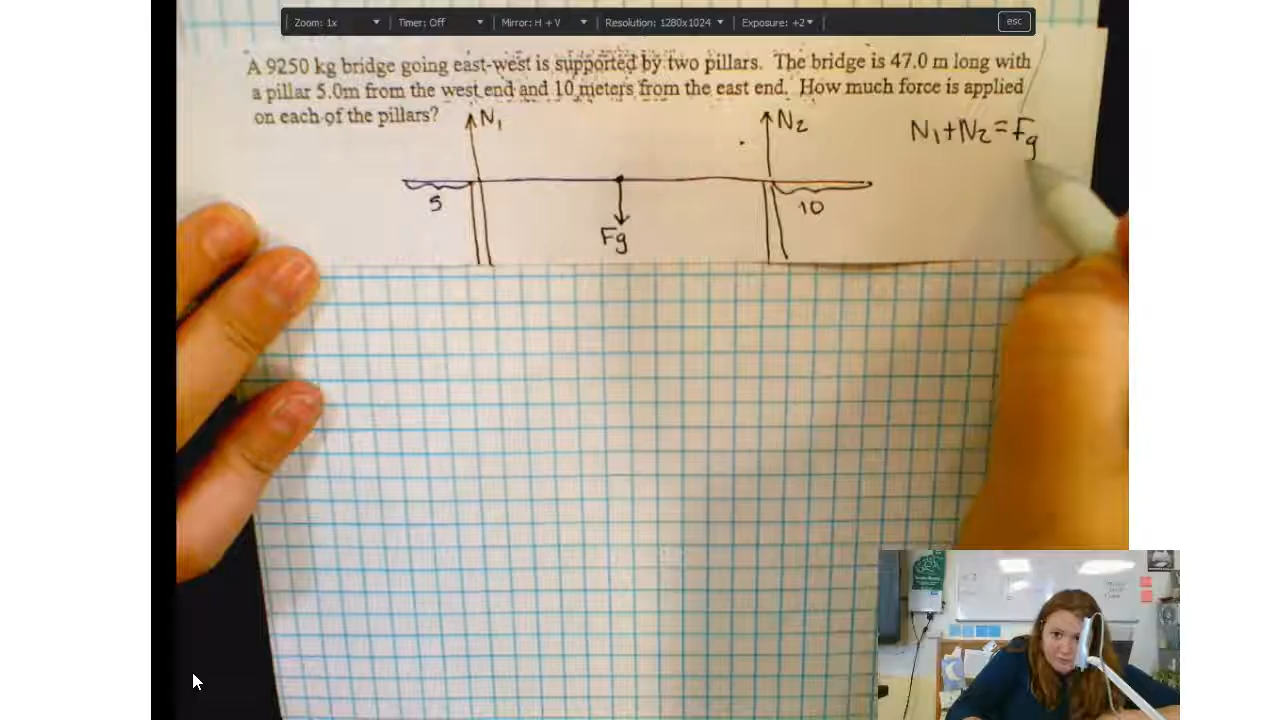 Zoom: 1x Timer: Off Mirror: H + V Resolution: 1280x1024 Exposure: +2 esc
A 9250 kg bridge going east-west is supported by two pillars. The bridge is 47.0 m long with
a pillar 5.0m from the west end and 10 meters from the east end. How much force is applied
on each of the pillars?
N₁ N₂ N₁+N₂=Fg
5 10
Fg